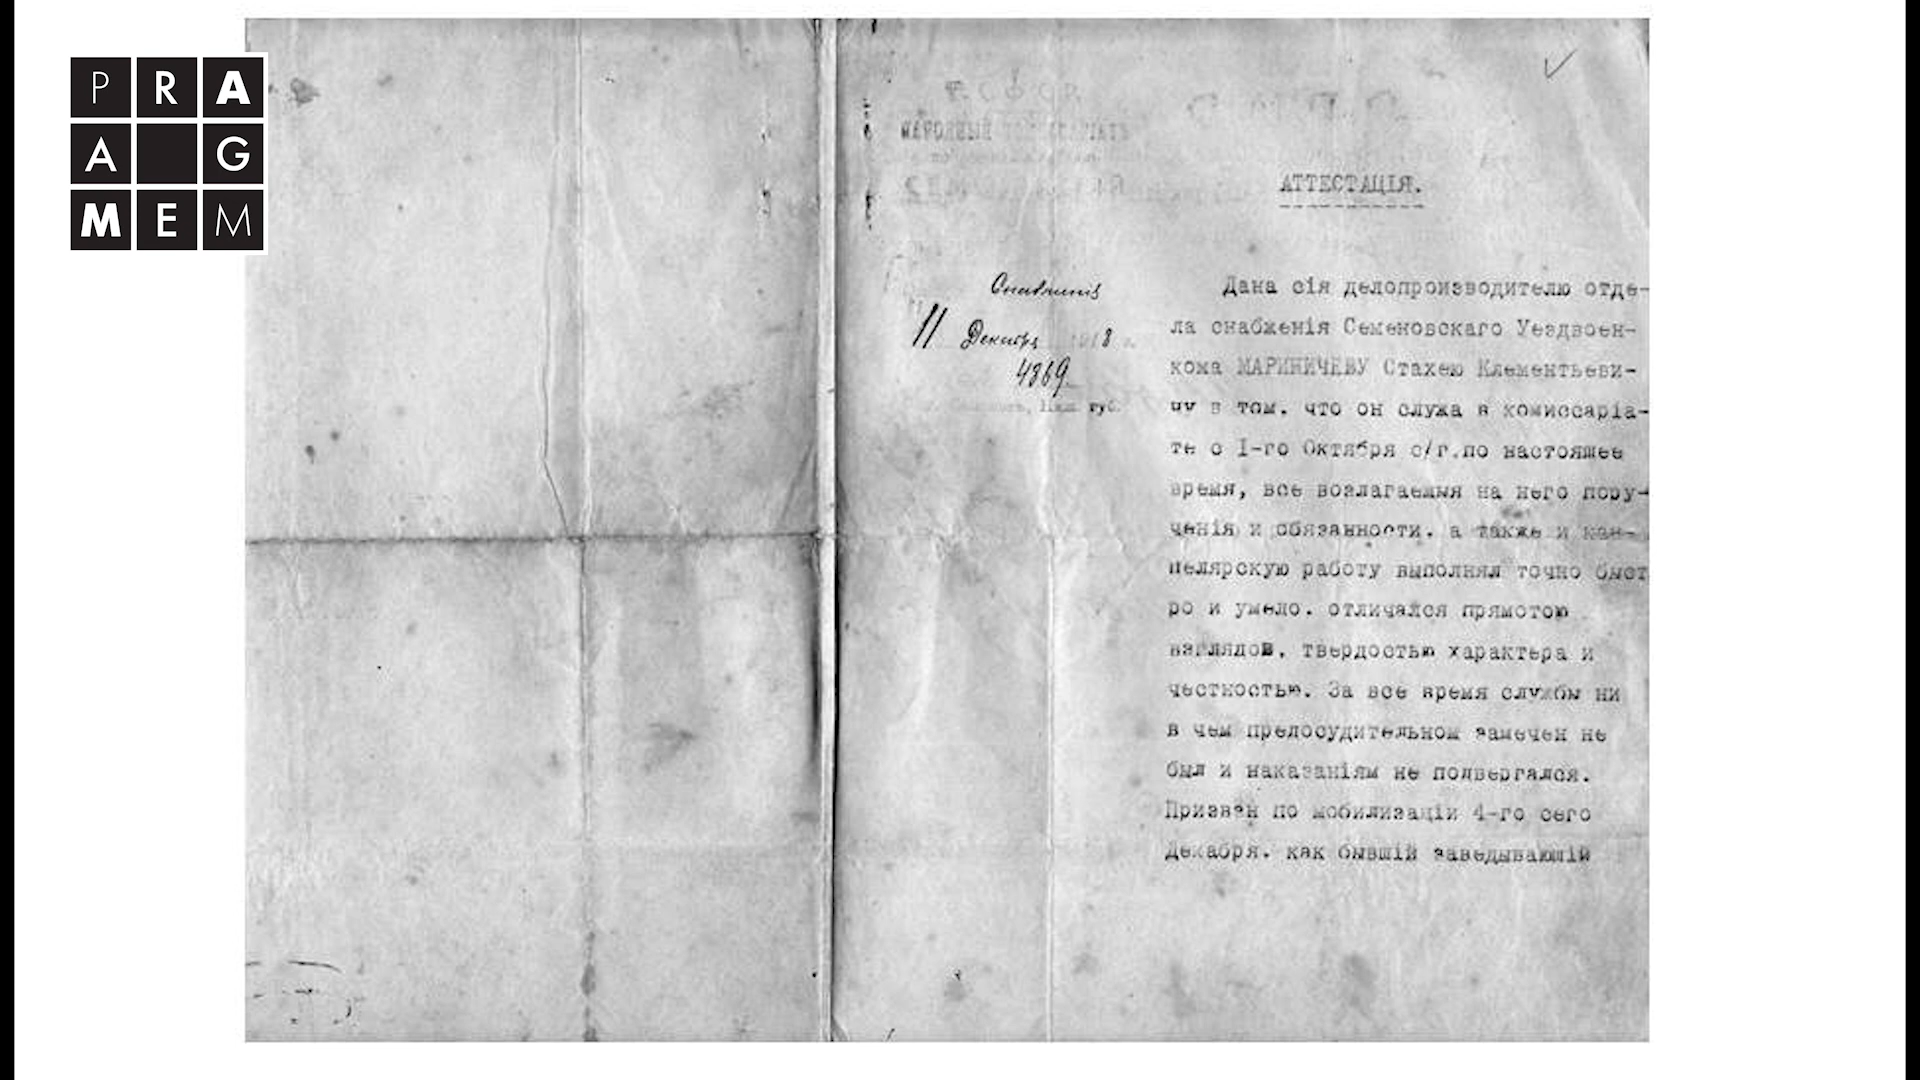 PRA
A G
MEM
АТТЕСТАЦІЯ.
11 Декабря 1918
4369
губ.
Дана сія делопроизводителю отде-
ла снабженія Семеновскаго Уездвоен-
кома МАРИНИЧЕВУ Стахею Клементьеви-
чу в том, что он служа в комиссаріа-
те с I-го Октября с/г.по настоящее
время, все возлагаемыя на него пору-
ченія и обязанности, а также и кан-
целярскую работу выполнял точно быст
ро и умело. отличался прямотою
взглядов, твердостью характера и
честностью. За все время службы ни
в чем предосудительном замечен не
был и наказаніям не подвергался.
Призван по мобилизаціи 4-го сего
Декабря. как бывшій заведывающій